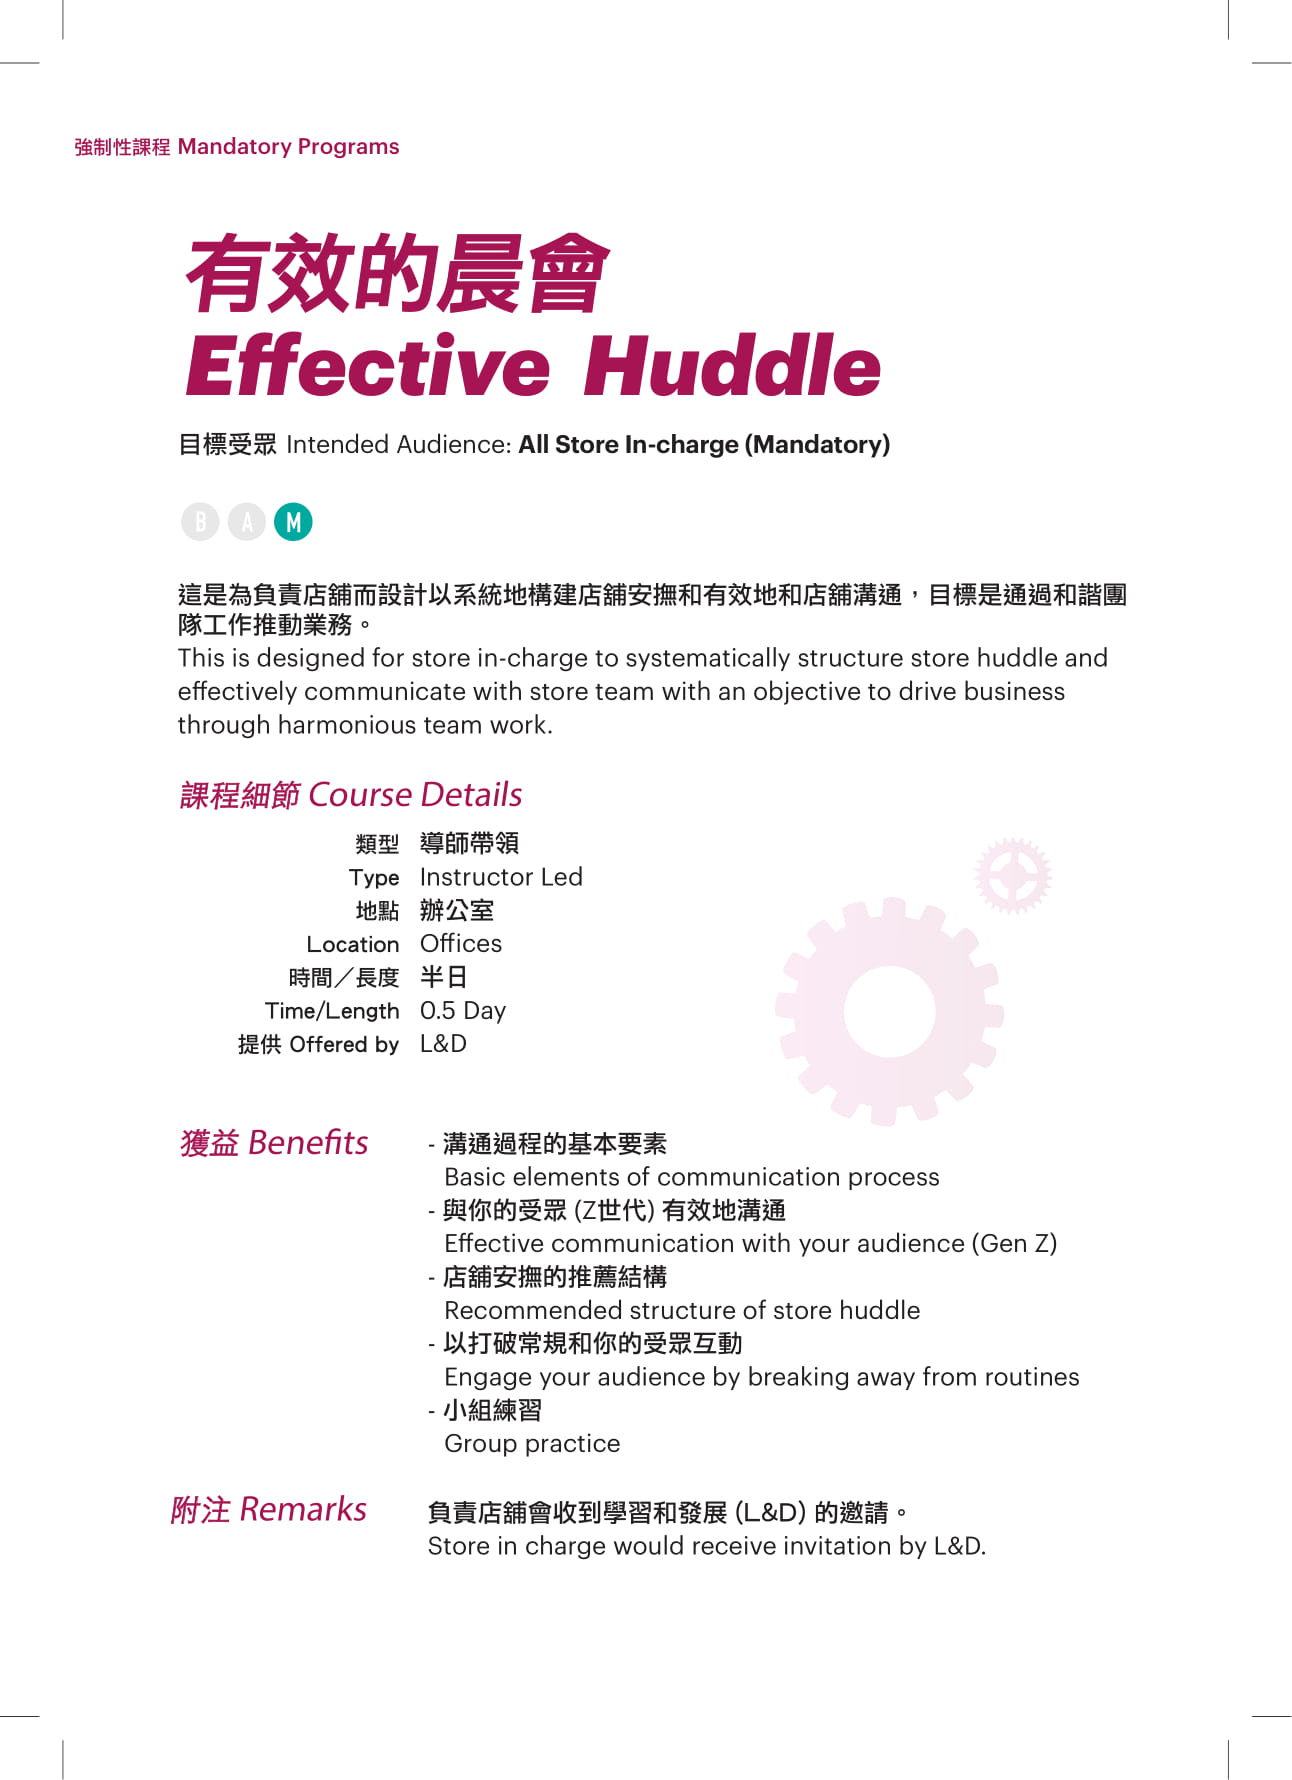 強制性課程 Mandatory Programs
有效的晨會
Effective Huddle
目標受眾 Intended Audience: All Store In-charge (Mandatory)
B A M
這是為負責店舖而設計以系統地構建店舖安撫和有效地和店舖溝通，目標是通過和諧團
隊工作推動業務。
This is designed for store in-charge to systematically structure store huddle and
effectively communicate with store team with an objective to drive business
through harmonious team work.
課程細節 Course Details
類型 導師帶領
Type Instructor Led
地點 辦公室
Location Offices
時間／長度 半日
Time/Length 0.5 Day
提供 Offered by L&D
獲益 Benefits - 溝通過程的基本要素
Basic elements of communication process
- 與你的受眾 (Z世代) 有效地溝通
Effective communication with your audience (Gen Z)
- 店舖安撫的推薦結構
Recommended structure of store huddle
- 以打破常規和你的受眾互動
Engage your audience by breaking away from routines
- 小組練習
Group practice
附注 Remarks 負責店舖會收到學習和發展 (L&D) 的邀請。
Store in charge would receive invitation by L&D.